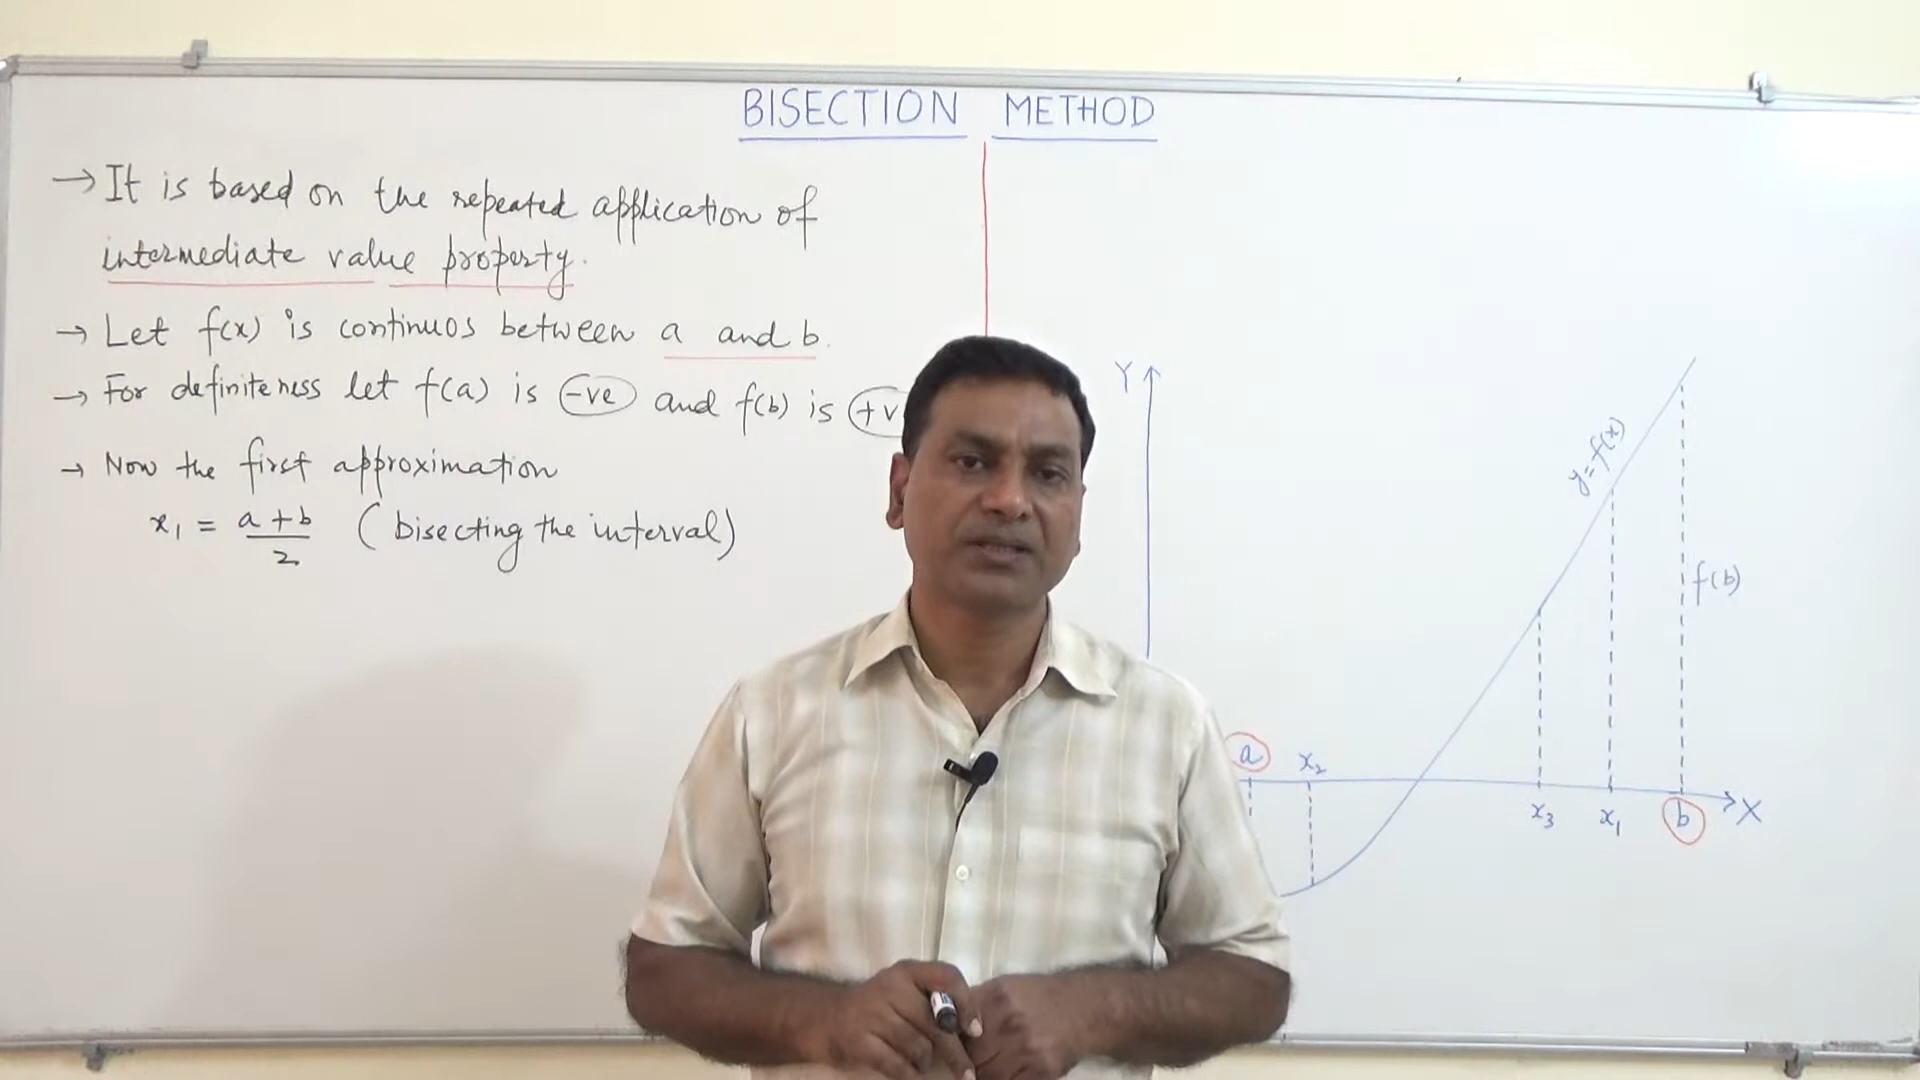 BISECTION METHOD
→ It is based on the repeated application of
intermediate value property.
→ Let f(x) is continuos between a and b.
→ For definiteness let f(a) is -ve and f(b) is +v
→ Now the first approximation
x₁ = a + b / 2 (bisecting the interval)
Y
y = f(x)
f(b)
a x₂
x₃ x₁ b X